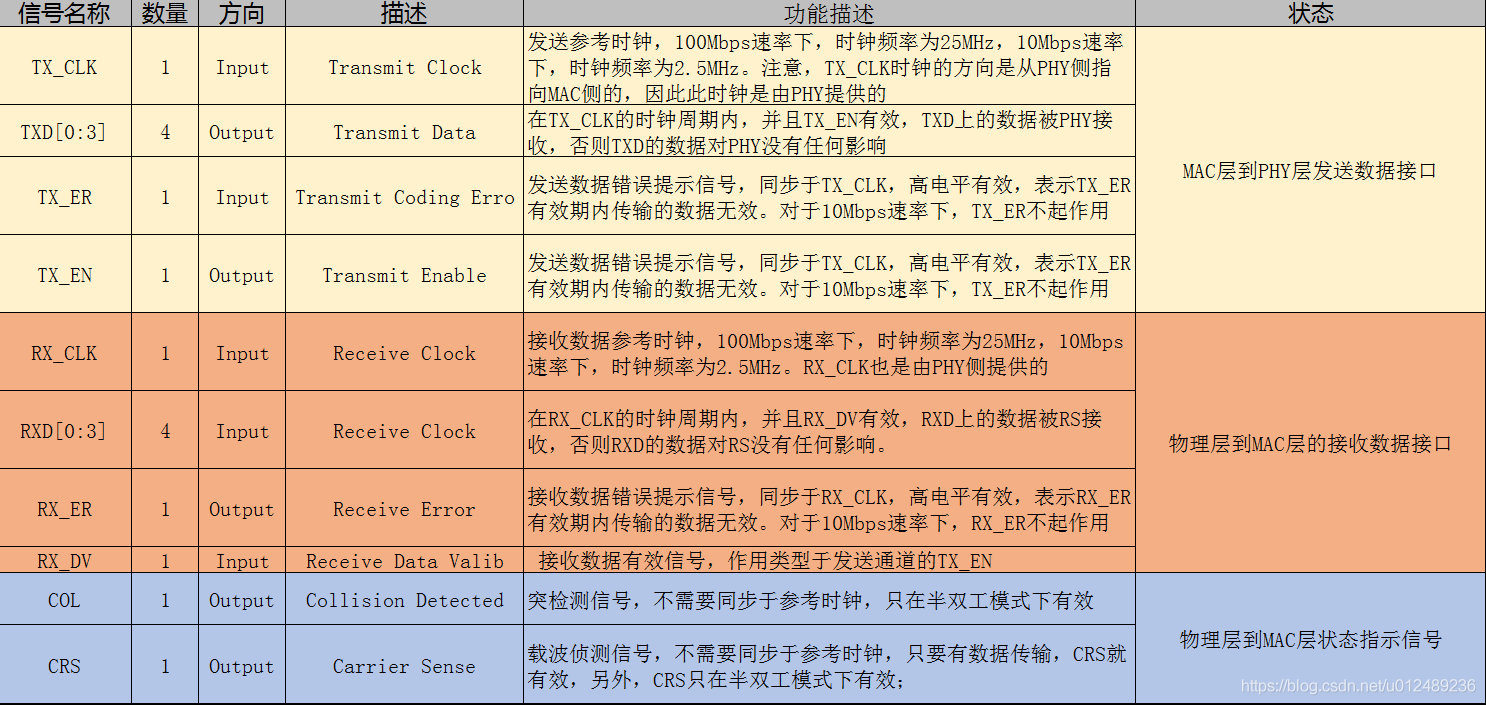 信号名称 数量 方向 描述 功能描述 状态
TX_CLK 1 Input Transmit Clock
发送参考时钟，100Mbps速率下，时钟频率为25MHz，10Mbps速率
下，时钟频率为2.5MHz。注意，TX_CLK时钟的方向是从PHY侧指
向MAC侧的，因此此时钟是由PHY提供的
TXD[0:3] 4 Output Transmit Data
在TX_CLK的时钟周期内，并且TX_EN有效，TXD上的数据被PHY接
收，否则TXD的数据对PHY没有任何影响
MAC层到PHY层发送数据接口
TX_ER 1 Input Transmit Coding Erro
发送数据错误提示信号，同步于TX_CLK，高电平有效，表示TX_ER
有效期内传输的数据无效。对于10Mbps速率下，TX_ER不起作用
TX_EN 1 Output Transmit Enable
发送数据错误提示信号，同步于TX_CLK，高电平有效，表示TX_ER
有效期内传输的数据无效。对于10Mbps速率下，TX_ER不起作用
RX_CLK 1 Input Receive Clock
接收数据参考时钟，100Mbps速率下，时钟频率为25MHz，10Mbps
速率下，时钟频率为2.5MHz。RX_CLK也是由PHY侧提供的
RXD[0:3] 4 Input Receive Clock
在RX_CLK的时钟周期内，并且RX_DV有效，RXD上的数据被RS接
收，否则RXD的数据对RS没有任何影响。
物理层到MAC层的接收数据接口
RX_ER 1 Output Receive Error
接收数据错误提示信号，同步于RX_CLK，高电平有效，表示RX_ER
有效期内传输的数据无效。对于10Mbps速率下，RX_ER不起作用
RX_DV 1 Input Receive Data Valib 接收数据有效信号，作用类型于发送通道的TX_EN
COL 1 Output Collision Detected 突检测信号，不需要同步于参考时钟，只在半双工模式下有效
物理层到MAC层状态指示信号
CRS 1 Output Carrier Sense
载波侦测信号，不需要同步于参考时钟，只要有数据传输，CRS就
有效，另外，CRS只在半双工模式下有效；
https://blog.csdn.net/u012489236